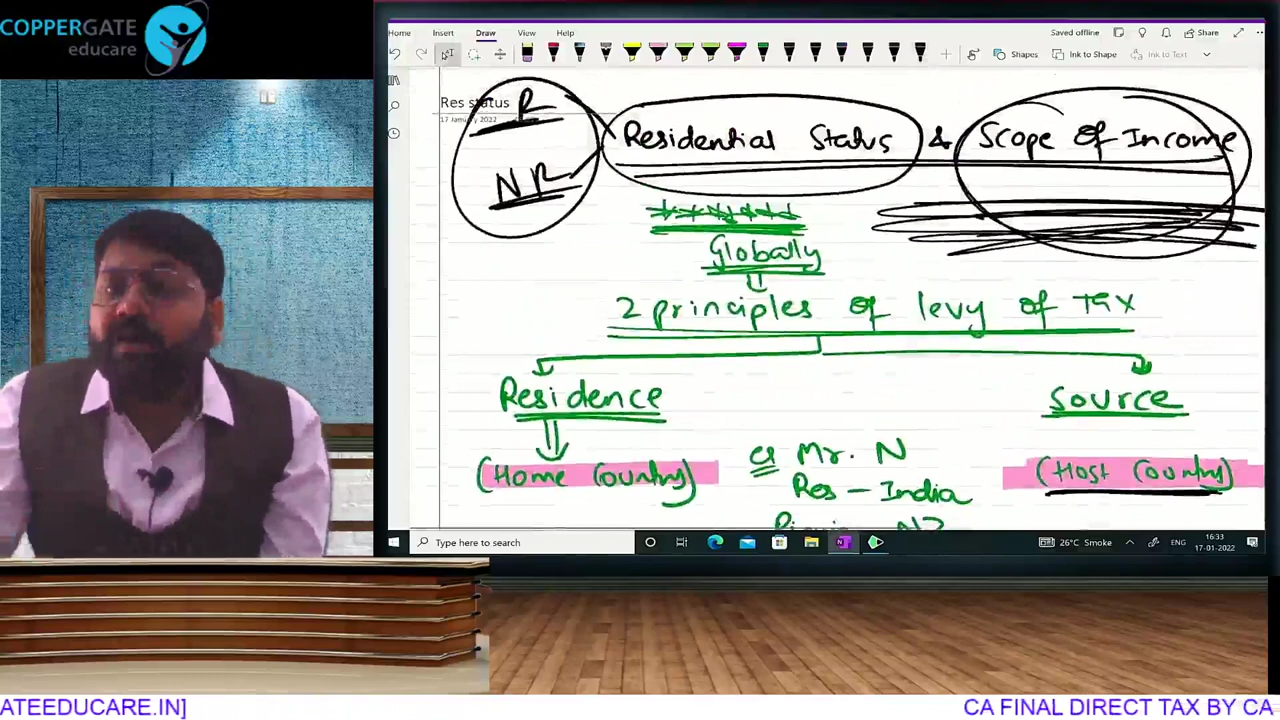 COPPERGATE
educare
Home Insert Draw View Help
Saved offline
Share
Shapes
Ink to Shape
Ink to Text
Res status
17 January 2022
R
NR
Residential Status & Scope of Income
Globally
2 principles of levy of Tax
Residence
Source
(Home Country)
eg Mr. N
(Host Country)
Res - India
Type here to search
26°C Smoke
ENG
16:33
17-01-2022
ATEEDUCARE.IN]
CA FINAL DIRECT TAX BY CA